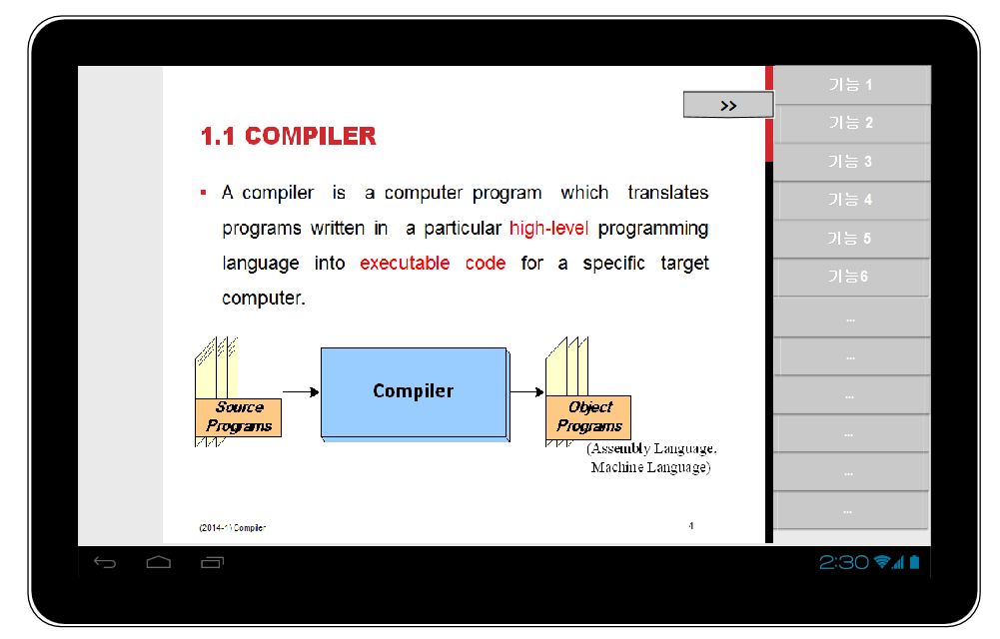 >>
1.1 COMPILER
▪ A compiler is a computer program which translates
programs written in a particular high-level programming
language into executable code for a specific target
computer.
Source
Programs
Compiler
Object
Programs
(Assembly Language,
Machine Language)
(2014-1) Compiler
4
기능 1
기능 2
기능 3
기능 4
기능 5
기능6
...
...
...
...
...
...
2:30